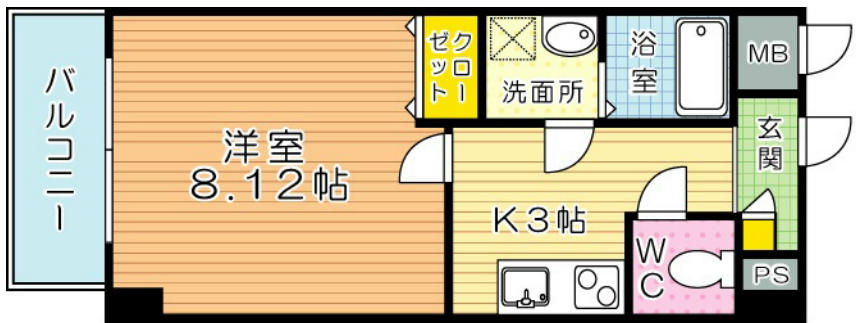 バルコニー
洋室
8.12帖
クロー
ゼット
洗面所
浴室
MB
玄関
K3帖
WC
PS